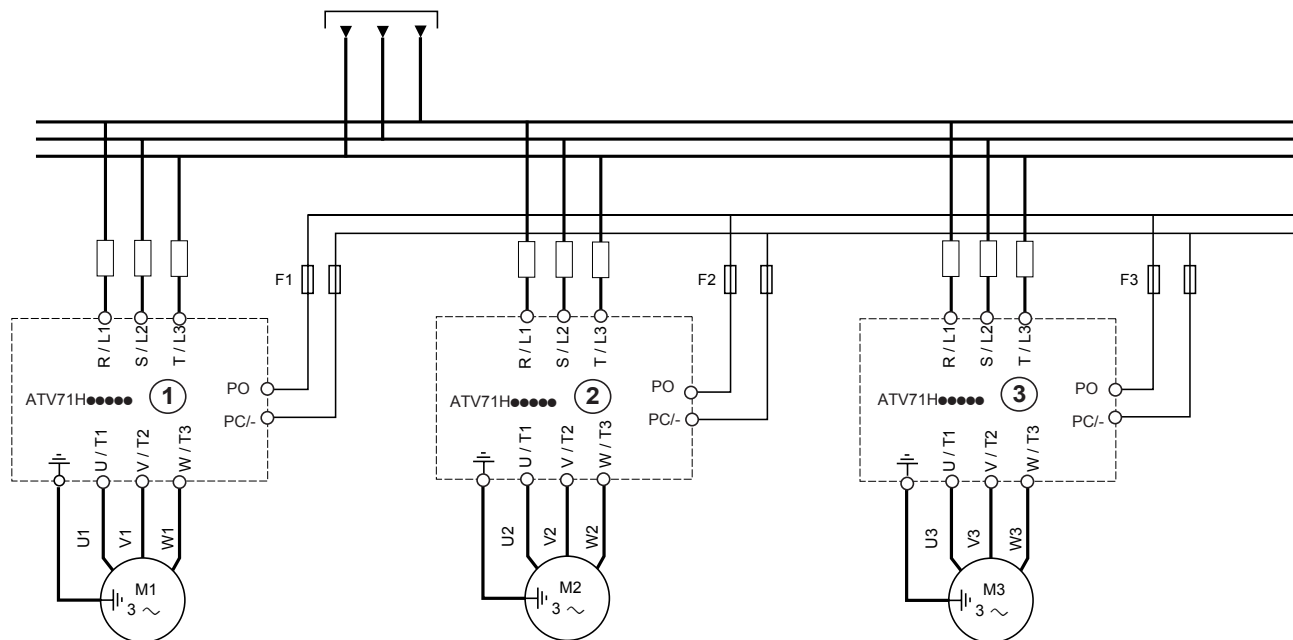 F1
F2
F3
R / L1
S / L2
T / L3
R / L1
S / L2
T / L3
R / L1
S / L2
T / L3
PO
PO
PO
ATV71H●●●●●
1
ATV71H●●●●●
2
ATV71H●●●●●
3
PC/-
PC/-
PC/-
U / T1
V / T2
W / T3
U / T1
V / T2
W / T3
U / T1
V / T2
W / T3
U1
V1
W1
U2
V2
W2
U3
V3
W3
M1
3 ~
M2
3 ~
M3
3 ~